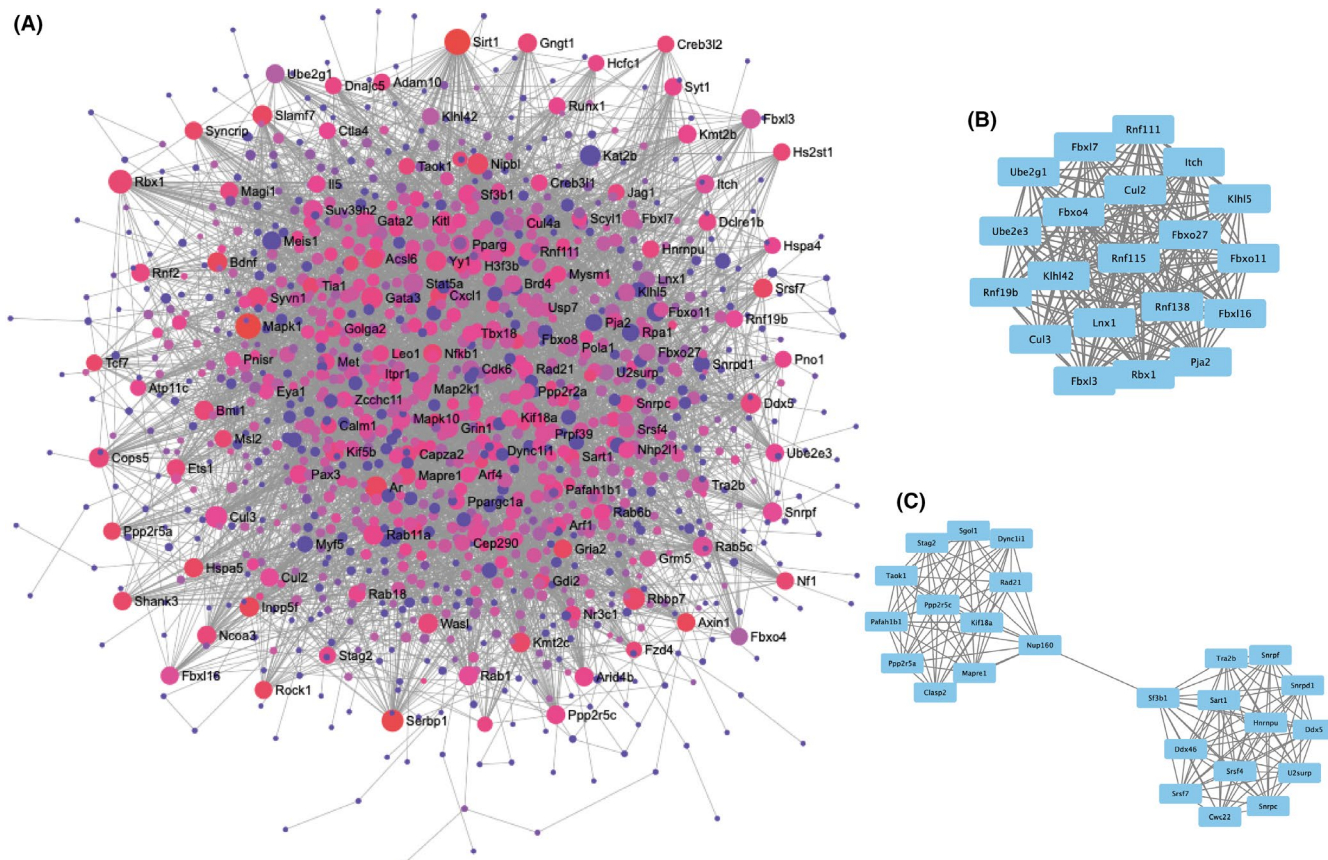 (A)
Sirt1
Gngt1
Creb3l2
Hcfc1
Ube2g1
Dnajc5
Adam10
Syt1
Slamf7
Runx1
Klhl42
Fbxl3
Syncrip
Ctla4
Kmt2b
Kat2b
Hs2st1
Taok1
Nipbl
Rbx1
Il5
Creb3l1
Itch
Magi1
Sf3b1
Jag1
Suv39h2
Gata2
Kitl
Cul4a
Scyl1
Fbxl7
Dclre1b
Meis1
Pparg
Rnf111
Hnrnpu
Hspa4
Bdnf
Acsl6
Yy1
H3f3b
Rnf2
Tia1
Stat5a
Brd4
Mysm1
Lnx1
Srsf7
Syvn1
Gata3
Cxcl1
Klhl5
Usp7
Fbxo11
Mapk1
Golga2
Tbx18
Pja2
Rpa1
Rnf19b
Fbxo8
Pola1
Pnisr
Met
Leo1
Nfkb1
Fbxo27
Snrpd1
Pno1
Tcf7
Itpr1
Cdk6
Rad21
U2surp
Atp11c
Eya1
Map2k1
Zcchc11
Ppp2r2a
Bmi1
Mapk10
Kif18a
Snrpc
Ddx5
Calm1
Grin1
Prpf39
Srsf4
Msl2
Kif5b
Capza2
Dync1i1
Nhp2l1
Cops5
Ets1
Sart1
Ube2e3
Pax3
Mapre1
Arf4
Ar
Pafah1b1
Tra2b
Ppargc1a
Rab6b
Cul3
Snrpf
Arf1
Ppp2r5a
Rab11a
Myf5
Cep290
Gria2
Grm5
Rab5c
Hspa5
Cul2
Gdi2
Nf1
Shank3
Inpp5f
Rab18
Rbbp7
Nr3c1
Axin1
Ncoa3
Wasl
Kmt2c
Fbxo4
Stag2
Fzd4
Fbxl16
Rock1
Rab1
Arid4b
Serbp1
Ppp2r5c
(B)
Rnf111
Fbxl7
Itch
Ube2g1
Cul2
Klhl5
Fbxo4
Ube2e3
Fbxo27
Rnf115
Fbxo11
Klhl42
Rnf19b
Rnf138
Fbxl16
Lnx1
Cul3
Pja2
Fbxl3
Rbx1
(C)
Sgol1
Stag2
Dync1i1
Taok1
Rad21
Ppp2r5c
Pafah1b1
Kif18a
Nup160
Ppp2r5a
Mapre1
Clasp2
Tra2b
Snrpf
Snrpd1
Sf3b1
Sart1
Hnrnpu
Ddx5
Ddx46
Srsf4
U2surp
Srsf7
Snrpc
Cwc22